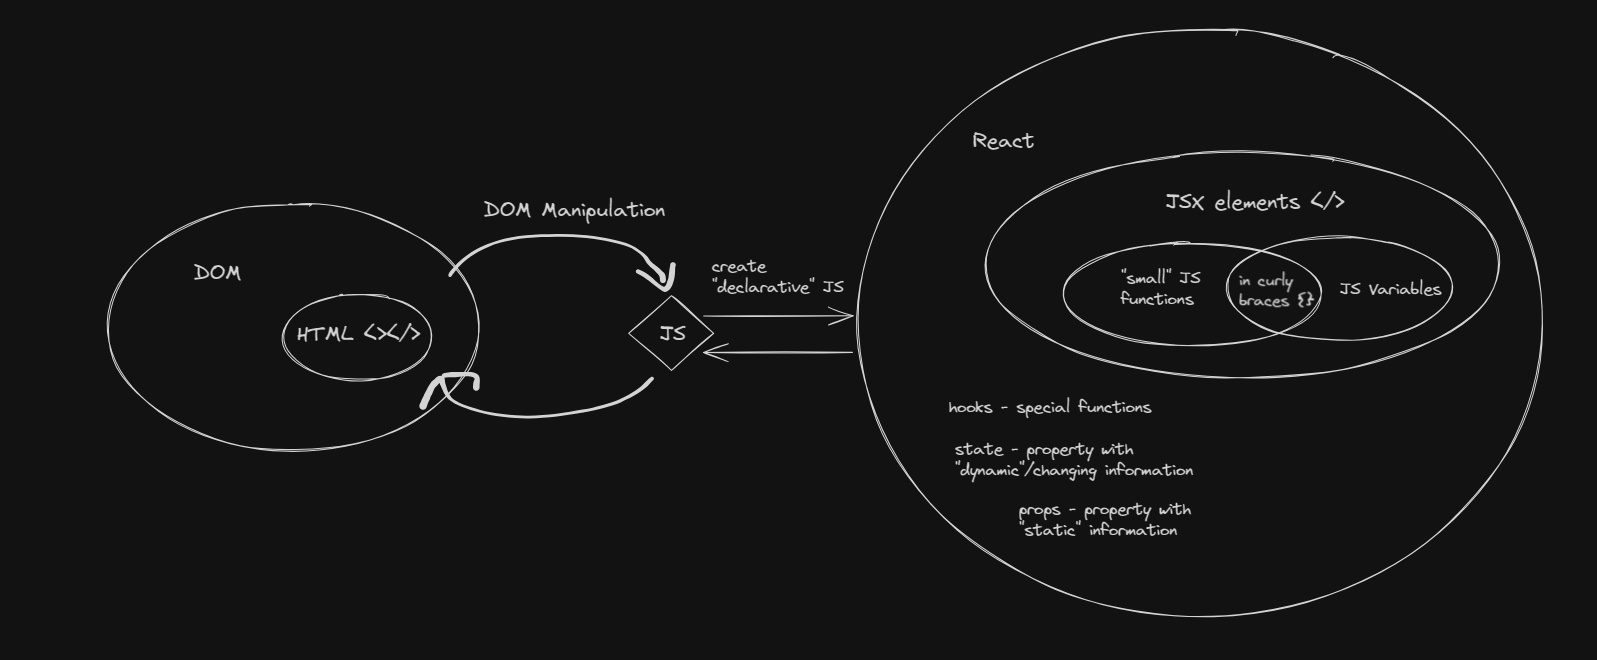 DOM
HTML <></>
DOM Manipulation
JS
create
"declarative" JS
React
JSX elements </>
"small" JS
functions
in curly
braces {}
JS Variables
hooks - special functions
state - property with
"dynamic"/changing information
props - property with
"static" information